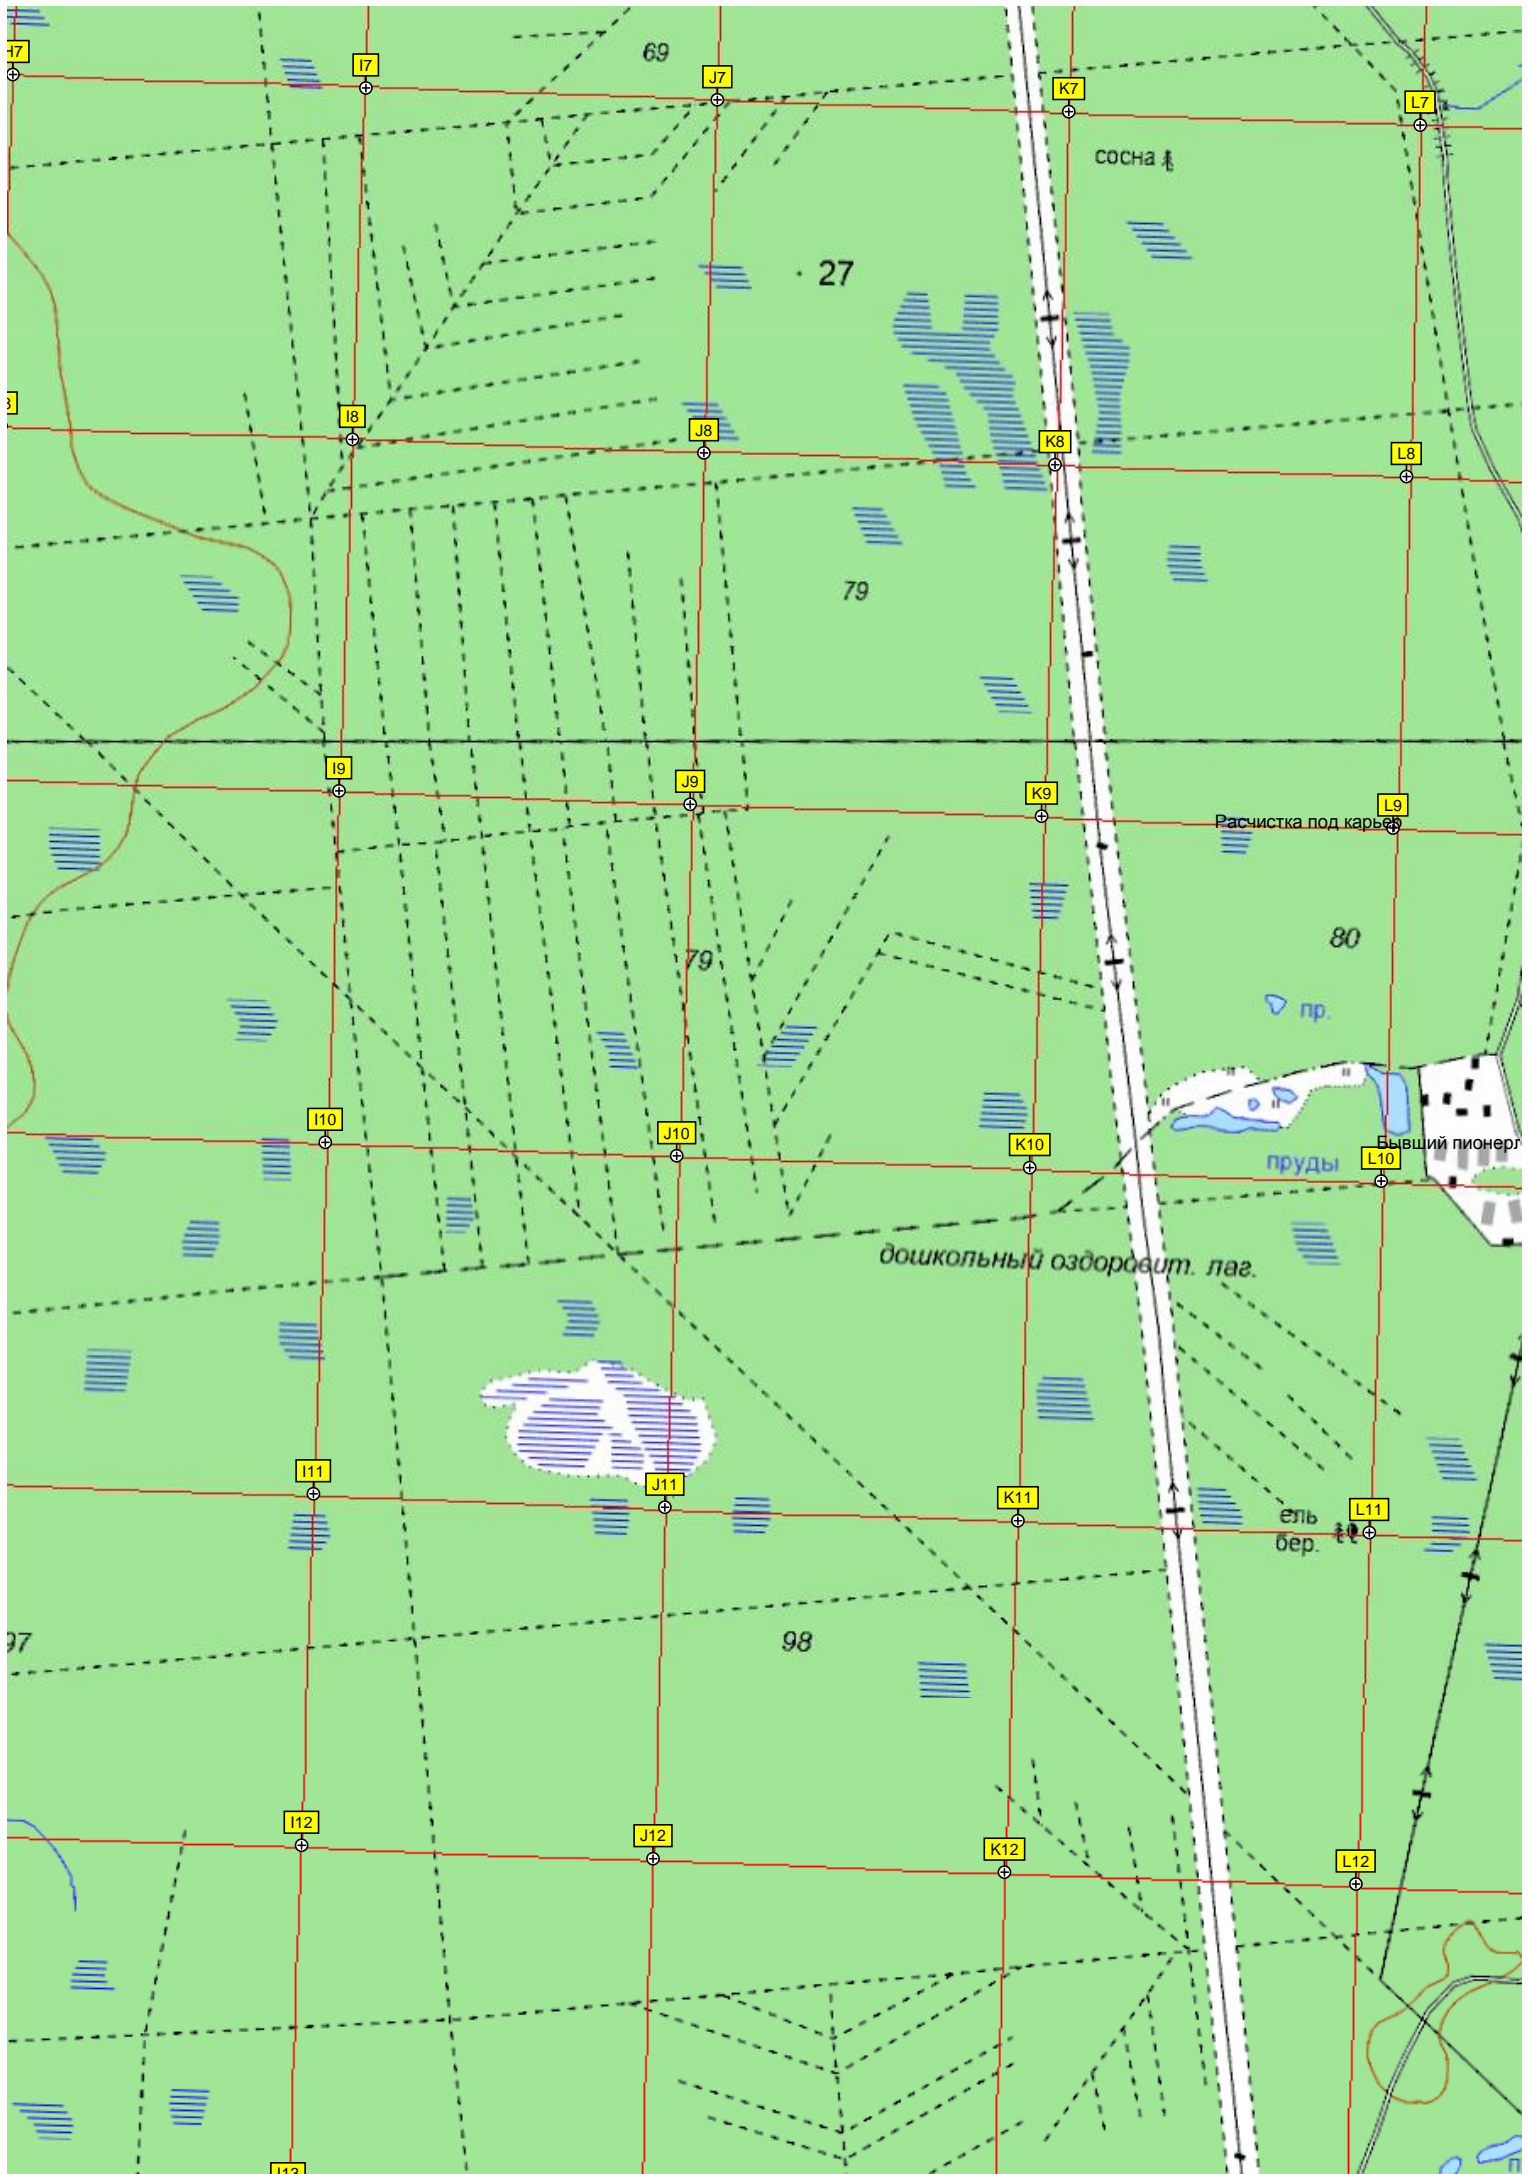 H7
I7
69
J7
K7
L7
сосна
27
I8
J8
K8
L8
79
I9
J9
K9
L9
Расчистка под карьер
79
80
пр.
I10
J10
K10
L10
Бывший пионерл
пруды
дошкольный оздоровит. лаг.
I11
J11
K11
L11
ель
бер.
97
98
I12
J12
K12
L12